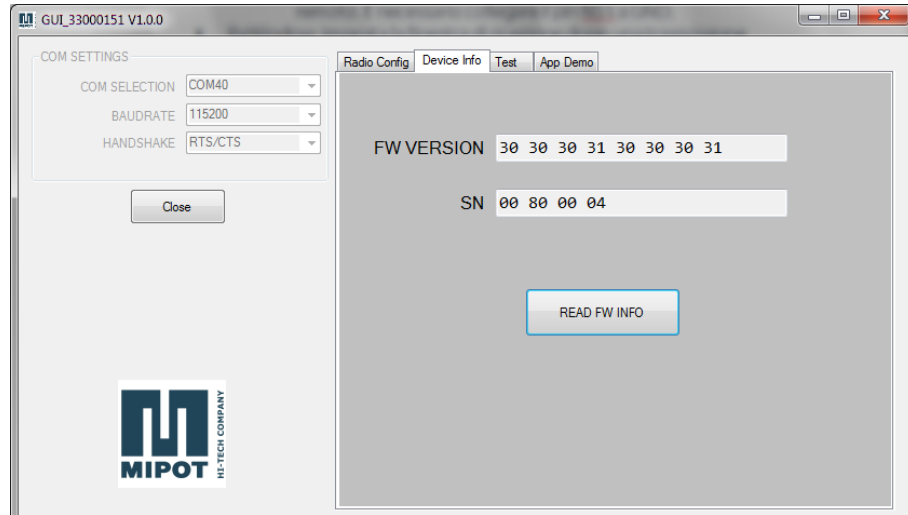 GUI_33000151 V1.0.0
COM SETTINGS
COM SELECTION COM40
BAUDRATE 115200
HANDSHAKE RTS/CTS
Close
Radio Config Device Info Test App Demo
FW VERSION 30 30 30 31 30 30 30 31
SN 00 80 00 04
READ FW INFO
MIPOT
HI-TECH COMPANY